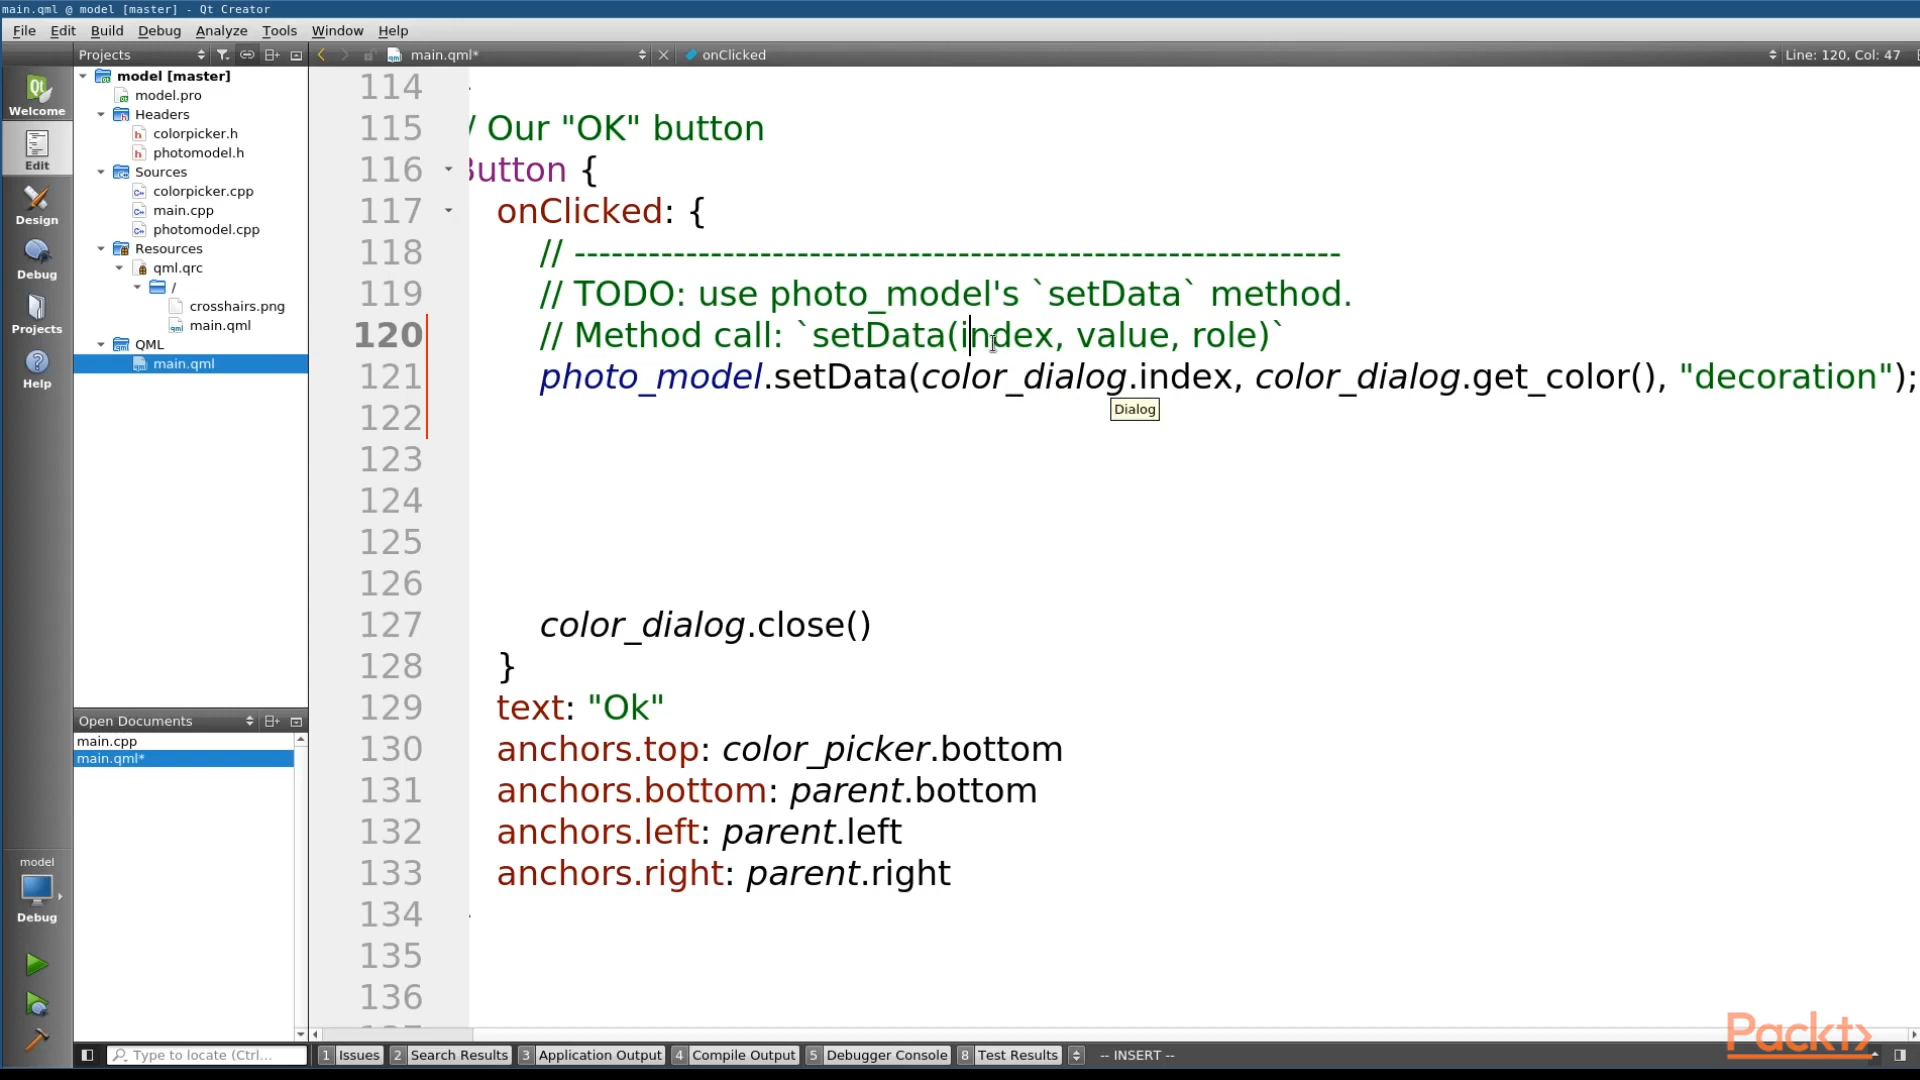 main.qml @ model [master] - Qt Creator
File Edit Build Debug Analyze Tools Window Help
Projects
main.qml*
onClicked
Line: 120, Col: 47
Welcome
Edit
Design
Debug
Projects
Help
model
Debug
model [master]
model.pro
Headers
colorpicker.h
photomodel.h
Sources
colorpicker.cpp
main.cpp
photomodel.cpp
Resources
qml.qrc
/
crosshairs.png
main.qml
QML
main.qml
Open Documents
main.cpp
main.qml*
114
115 / Our "OK" button
116 Button {
117 onClicked: {
118 // --------------------------------------------------------------
119 // TODO: use photo_model's `setData` method.
120 // Method call: `setData(index, value, role)`
121 photo_model.setData(color_dialog.index, color_dialog.get_color(), "decoration");
Dialog
122
123
124
125
126
127 color_dialog.close()
128 }
129 text: "Ok"
130 anchors.top: color_picker.bottom
131 anchors.bottom: parent.bottom
132 anchors.left: parent.left
133 anchors.right: parent.right
134
135
136
Packt>
Type to locate (Ctrl...
1 Issues 2 Search Results 3 Application Output 4 Compile Output 5 Debugger Console 8 Test Results
-- INSERT --